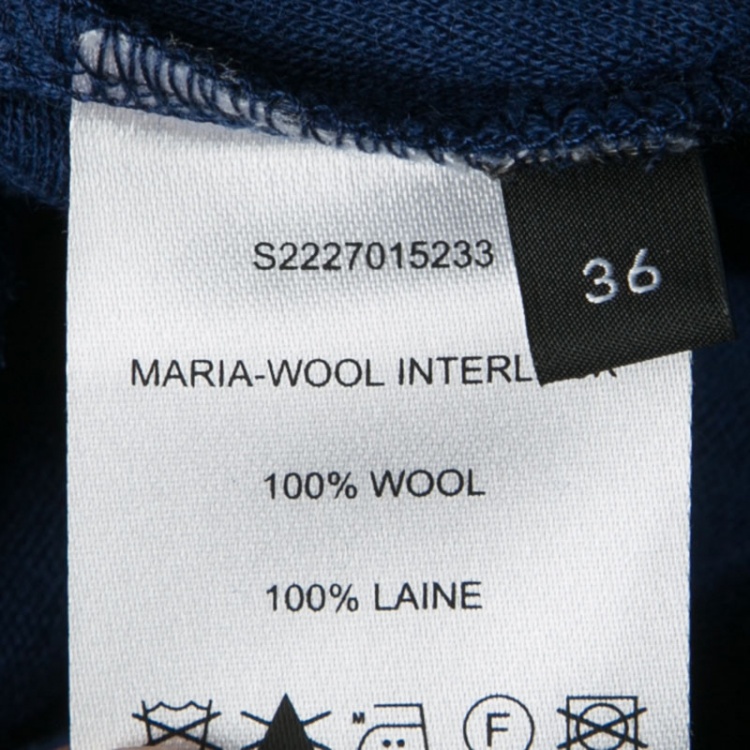 S2227015233
36
MARIA-WOOL
100% WOOL
100% LAINE
M
F